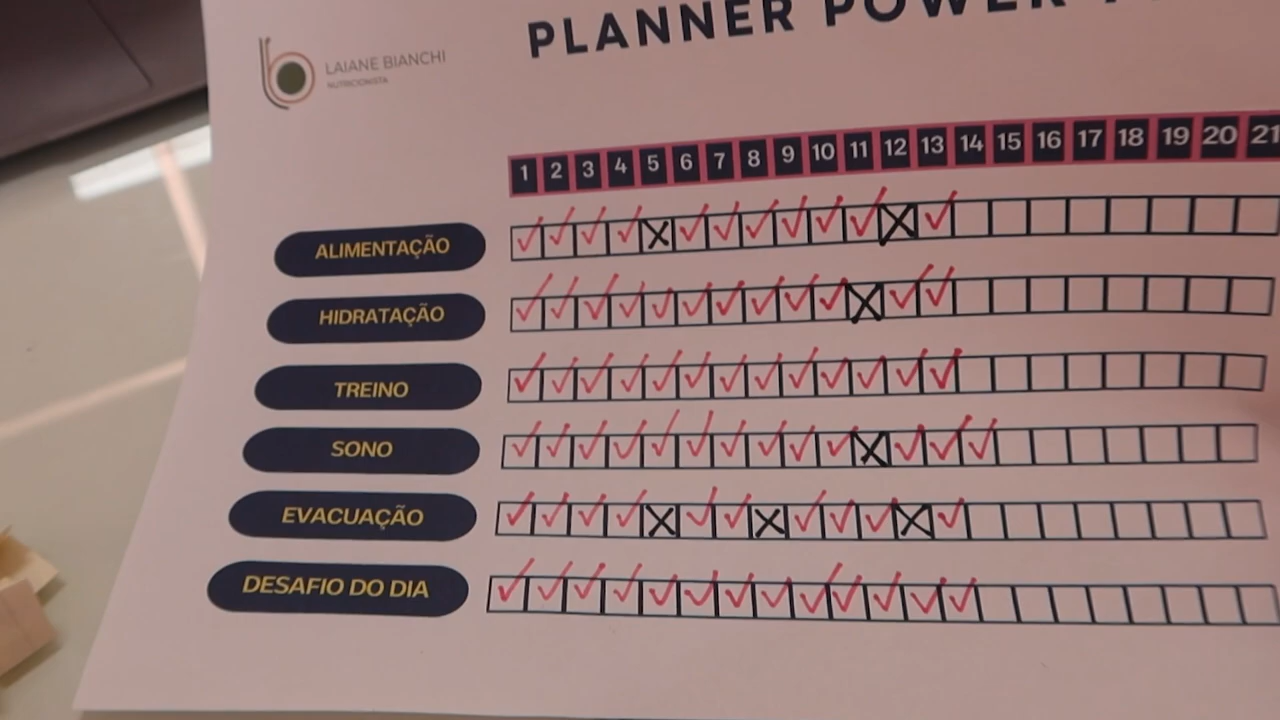 PLANNER POWER
LAIANE BIANCHI
NUTRICIONISTA
1 2 3 4 5 6 7 8 9 10 11 12 13 14 15 16 17 18 19 20 21
ALIMENTAÇÃO
HIDRATAÇÃO
TREINO
SONO
EVACUAÇÃO
DESAFIO DO DIA